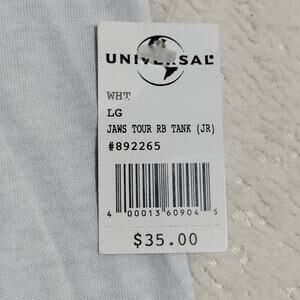 UNIVERSAL
WHT
LG
JAWS TOUR RB TANK (JR)
#892265
4 00013 60904 5
$35.00